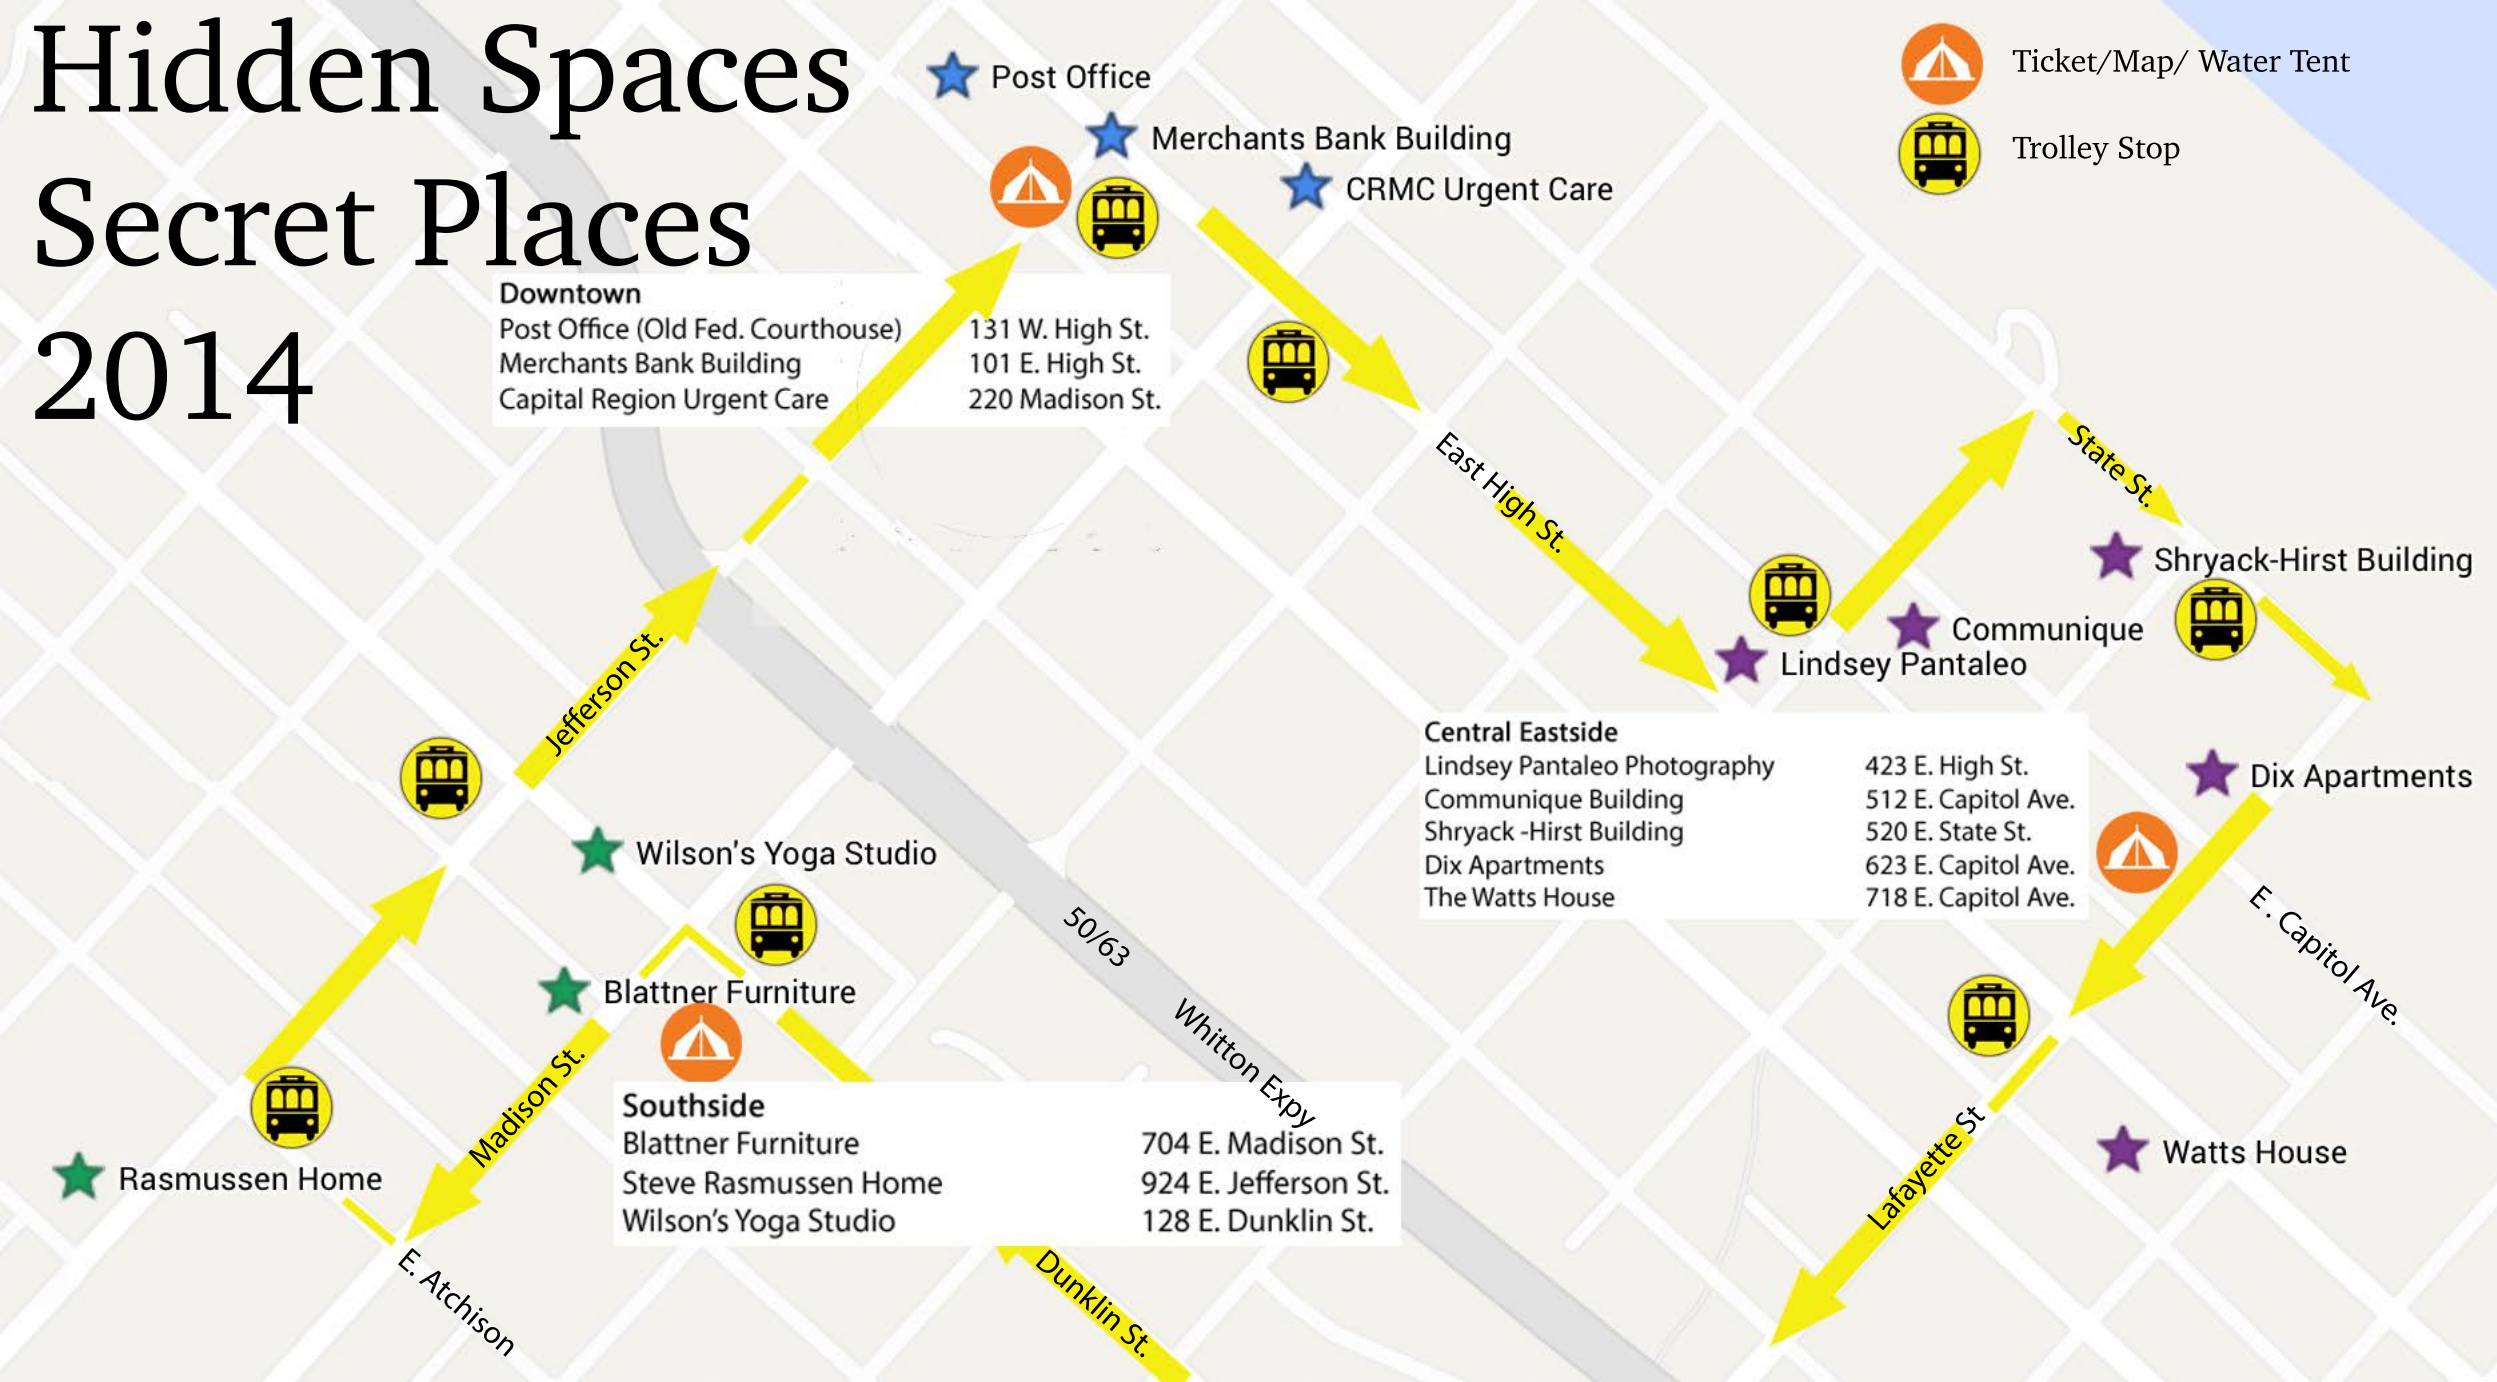 Hidden Spaces
Secret Places
2014
Ticket/Map/ Water Tent
Trolley Stop
Post Office
Merchants Bank Building
CRMC Urgent Care
Downtown
Post Office (Old Fed. Courthouse) 131 W. High St.
Merchants Bank Building 101 E. High St.
Capital Region Urgent Care 220 Madison St.
East High St.
State St.
Shryack-Hirst Building
Communique
Lindsey Pantaleo
Jefferson St.
Central Eastside
Lindsey Pantaleo Photography 423 E. High St.
Communique Building 512 E. Capitol Ave.
Shryack -Hirst Building 520 E. State St.
Dix Apartments 623 E. Capitol Ave.
The Watts House 718 E. Capitol Ave.
Dix Apartments
E. Capitol Ave.
Wilson's Yoga Studio
50/63
Whitton Expy
Blattner Furniture
Madison St.
Southside
Blattner Furniture 704 E. Madison St.
Steve Rasmussen Home 924 E. Jefferson St.
Wilson's Yoga Studio 128 E. Dunklin St.
Lafayette St
Watts House
Rasmussen Home
E. Atchison
Dunklin St.